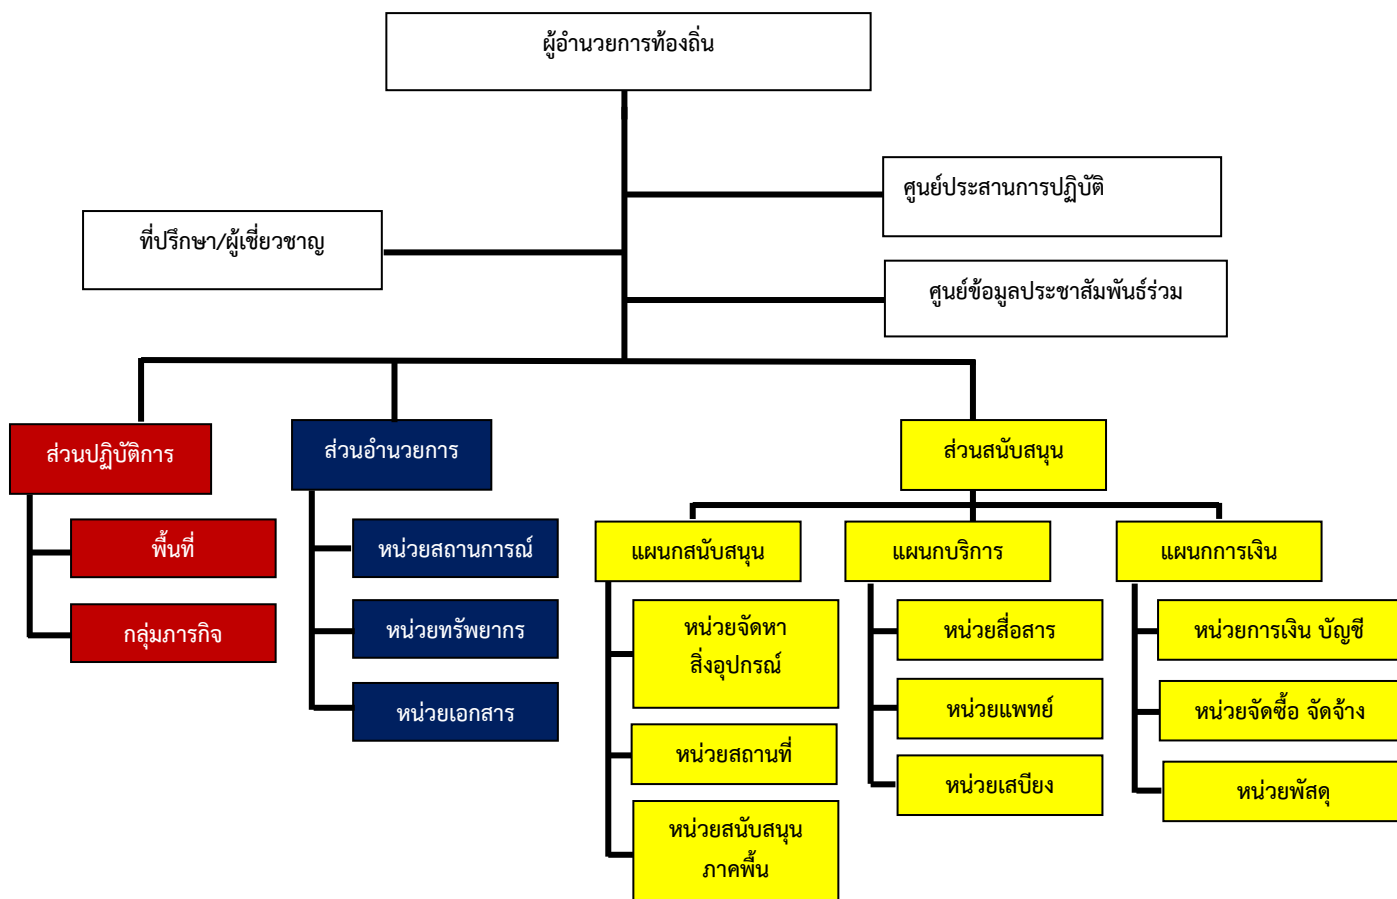 ผู้อำนวยการท้องถิ่น
ศูนย์ประสานการปฏิบัติ
ที่ปรึกษา/ผู้เชี่ยวชาญ
ศูนย์ข้อมูลประชาสัมพันธ์ร่วม
ส่วนปฏิบัติการ
ส่วนอำนวยการ
ส่วนสนับสนุน
พื้นที่
กลุ่มภารกิจ
หน่วยสถานการณ์
หน่วยทรัพยากร
หน่วยเอกสาร
แผนกสนับสนุน
แผนกบริการ
แผนกการเงิน
หน่วยจัดหา
สิ่งอุปกรณ์
หน่วยสถานที่
หน่วยสนับสนุน
ภาคพื้น
หน่วยสื่อสาร
หน่วยแพทย์
หน่วยเสบียง
หน่วยการเงิน บัญชี
หน่วยจัดซื้อ จัดจ้าง
หน่วยพัสดุ